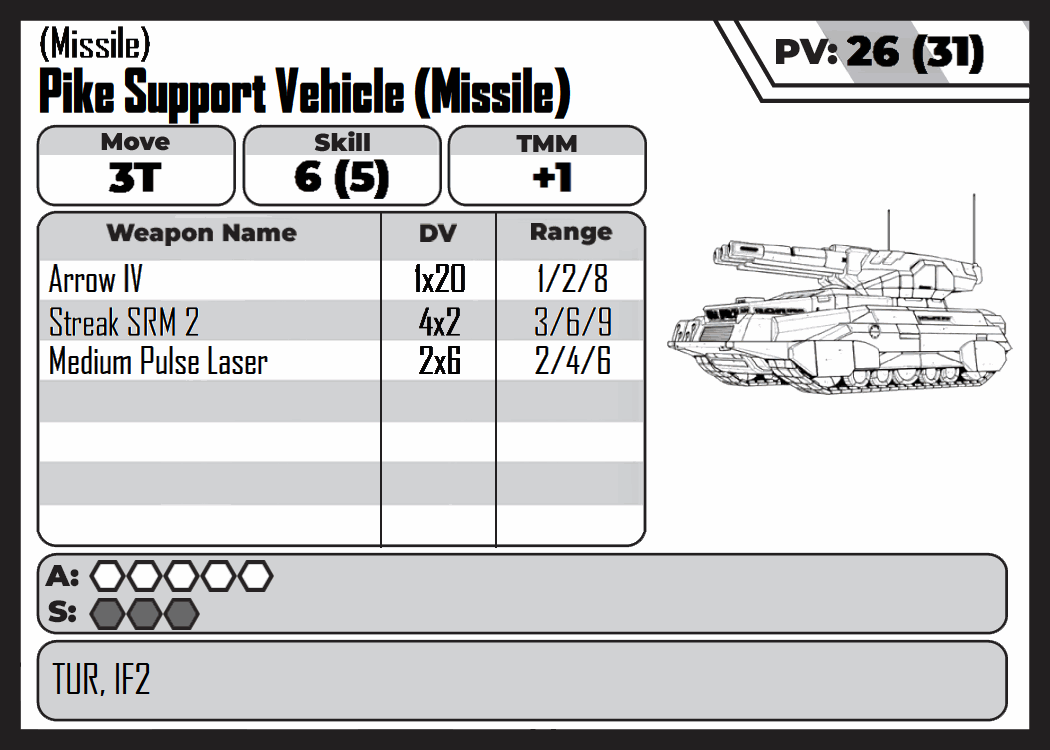 (Missile)
Pike Support Vehicle (Missile)
PV: 26 (31)
Move Skill TMM
3T 6 (5) +1
Weapon Name DV Range
Arrow IV 1x20 1/2/8
Streak SRM 2 4x2 3/6/9
Medium Pulse Laser 2x6 2/4/6
A:
S:
TUR, IF2